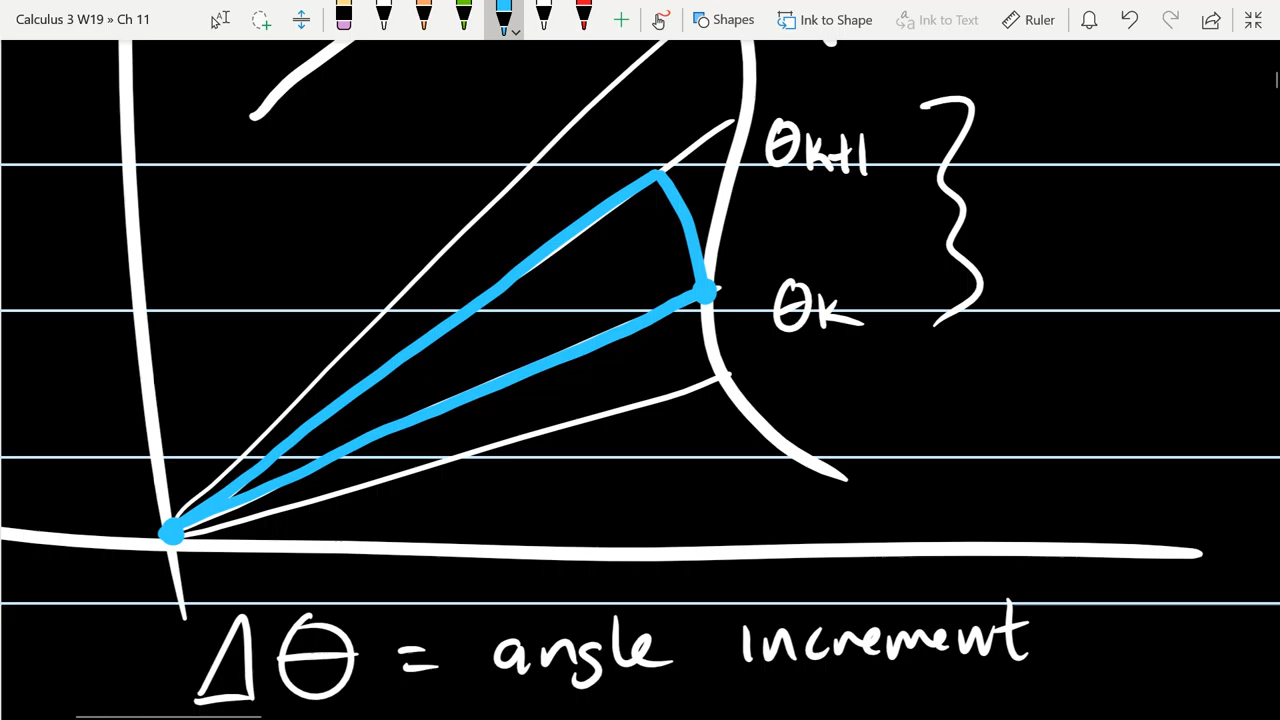 Calculus 3 W19 » Ch 11
Shapes
Ink to Shape
Ink to Text
Ruler
θk+1
θk
Δθ = angle increment